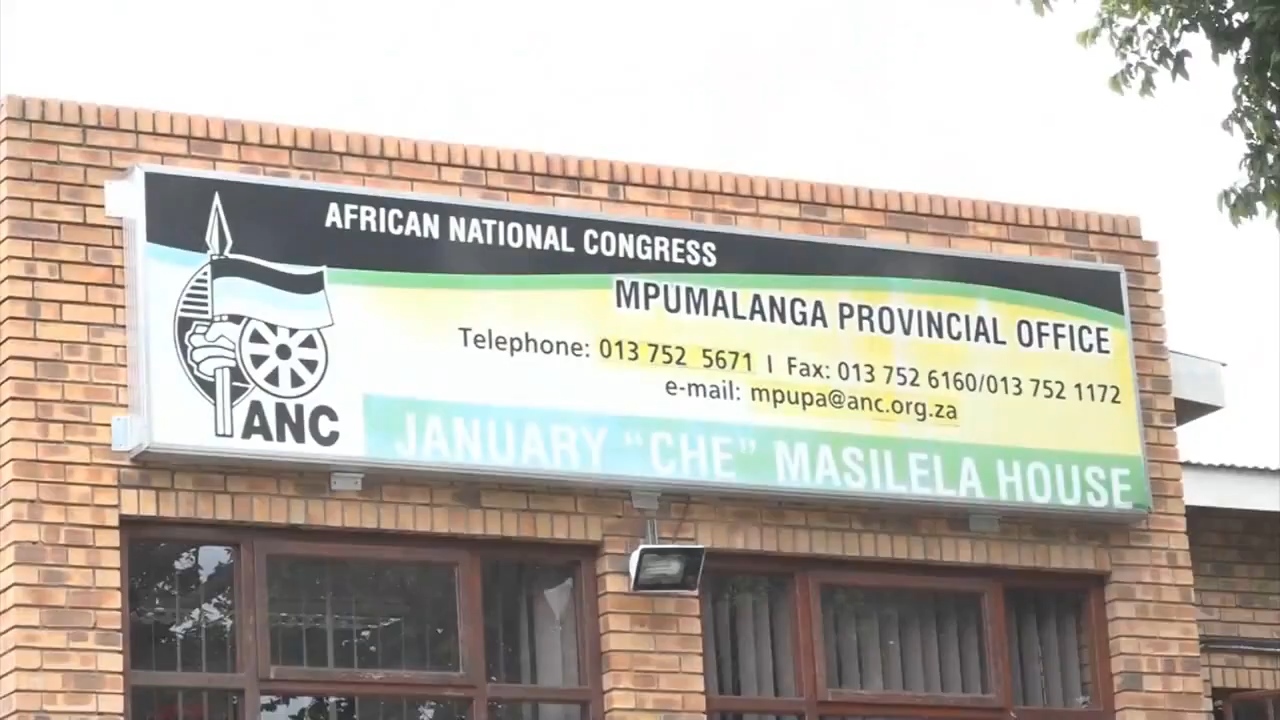 AFRICAN NATIONAL CONGRESS
MPUMALANGA PROVINCIAL OFFICE
Telephone: 013 752 5671 | Fax: 013 752 6160/013 752 1172
e-mail: mpupa@anc.org.za
ANC
JANUARY “CHE” MASILELA HOUSE